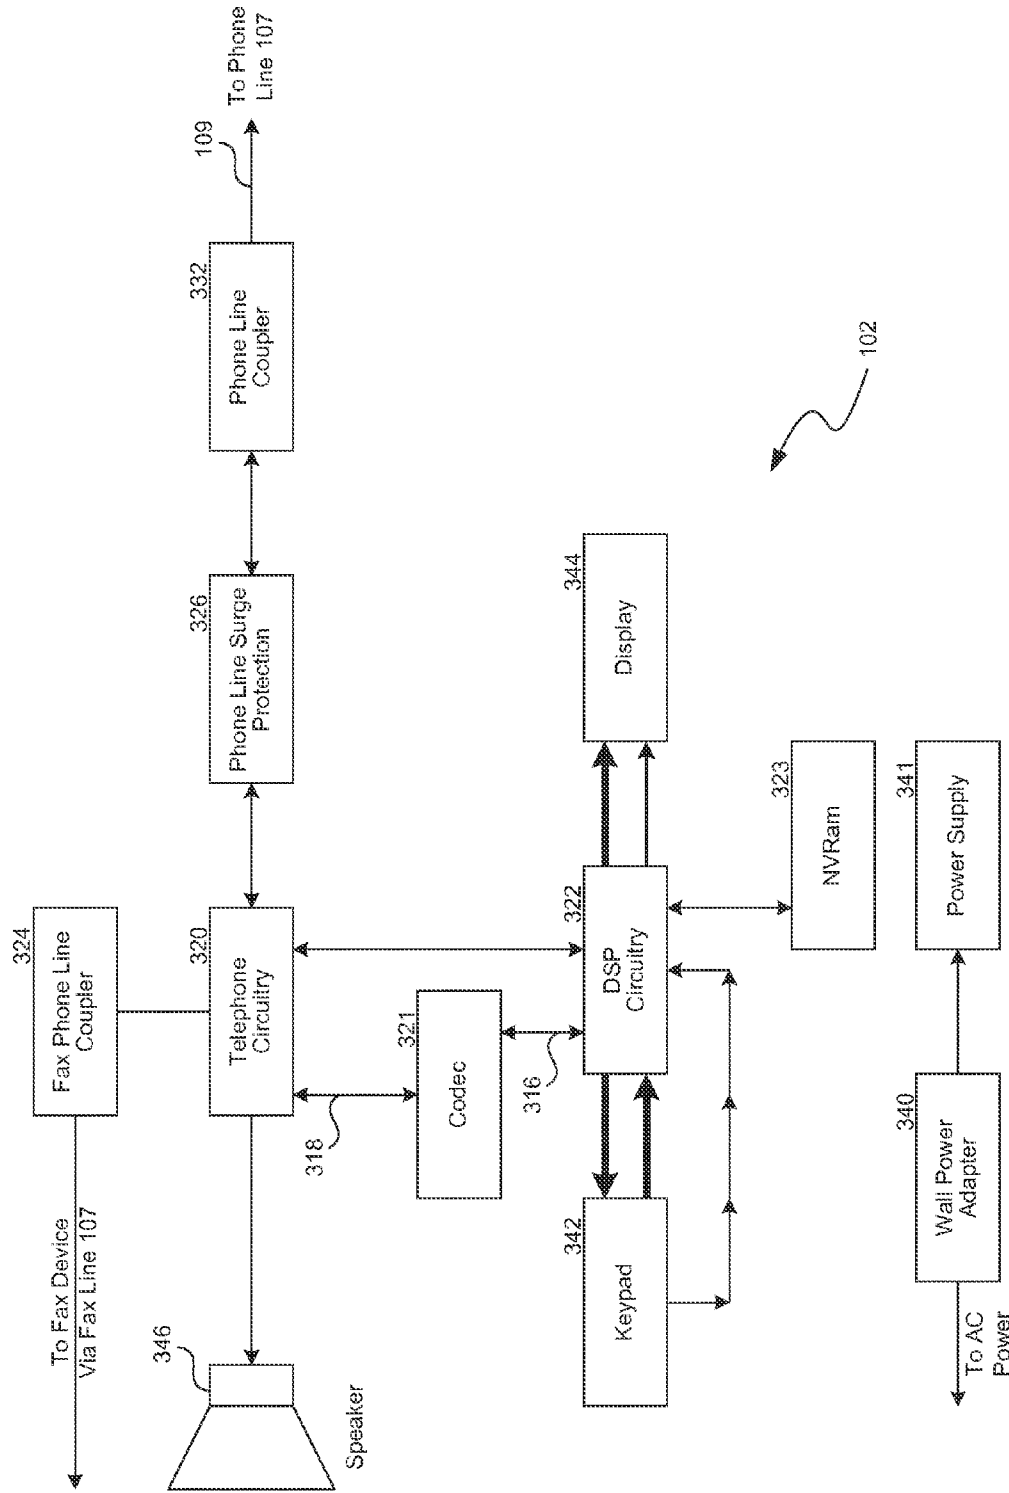 To Fax Device
Via Fax Line 107
324
Fax Phone Line
Coupler
346
Speaker
320
Telephone
Circuitry
326
Phone Line Surge
Protection
332
Phone Line
Coupler
109
To Phone
Line 107
318
321
Codec
316
342
Keypad
322
DSP
Circuitry
344
Display
323
NVRam
102
To AC
Power
340
Wall Power
Adapter
341
Power Supply